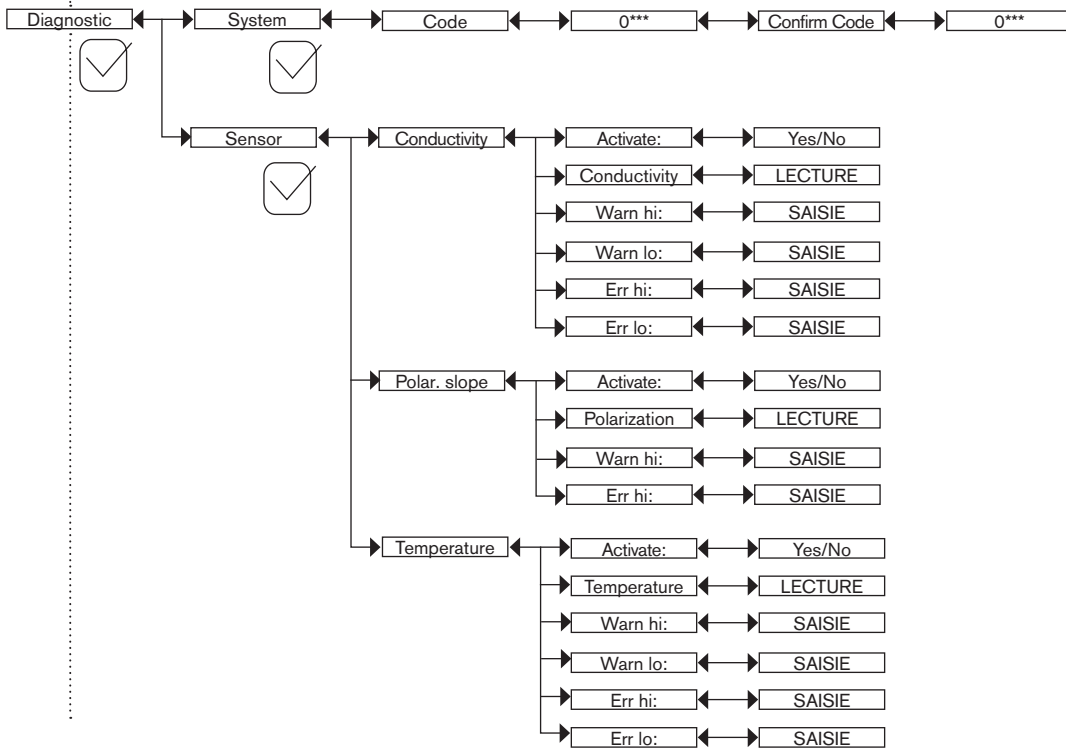 Diagnostic System Code 0*** Confirm Code 0***
Sensor Conductivity Activate: Yes/No
Conductivity LECTURE
Warn hi: SAISIE
Warn lo: SAISIE
Err hi: SAISIE
Err lo: SAISIE
Polar. slope Activate: Yes/No
Polarization LECTURE
Warn hi: SAISIE
Err hi: SAISIE
Temperature Activate: Yes/No
Temperature LECTURE
Warn hi: SAISIE
Warn lo: SAISIE
Err hi: SAISIE
Err lo: SAISIE